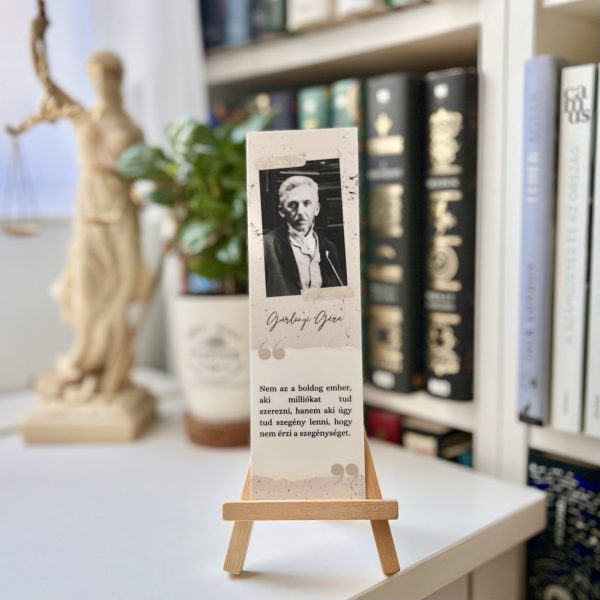 Gárdonyi Géza
“
Nem az a boldog ember,
aki milliókat tud
szerezni, hanem aki úgy
tud szegény lenni, hogy
nem érzi a szegénységet.
”
camus